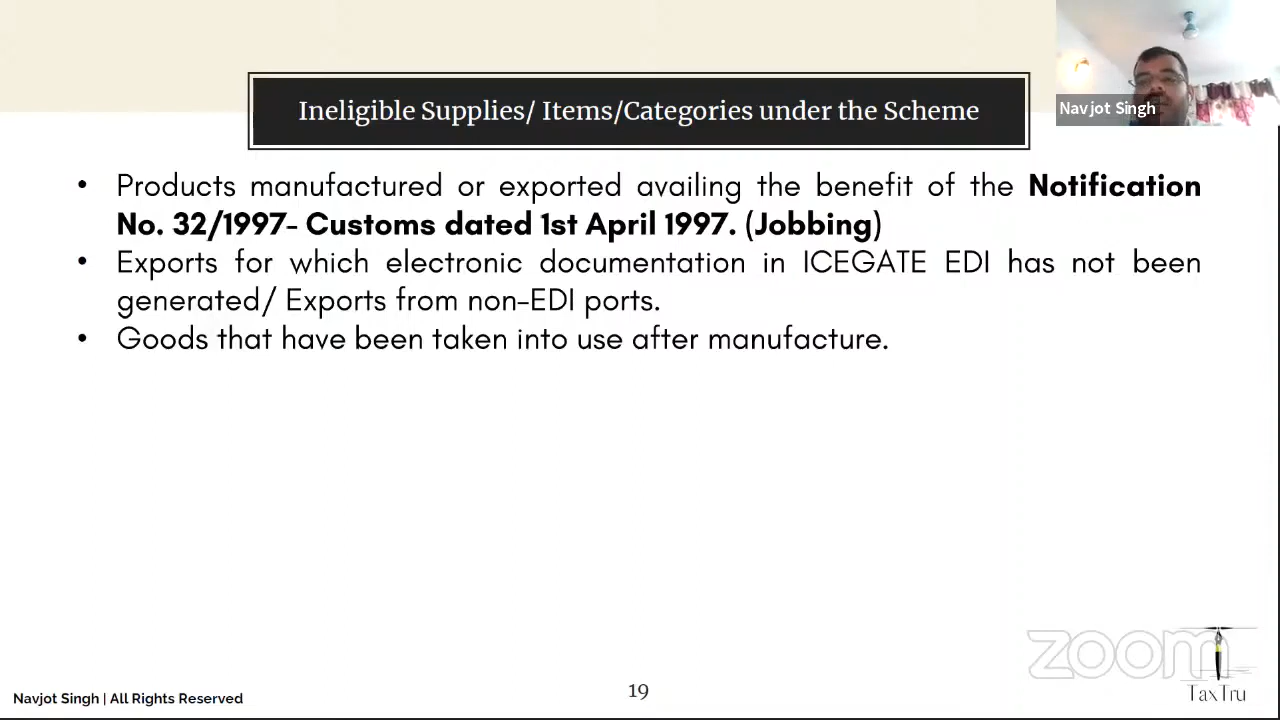 Ineligible Supplies/ Items/Categories under the Scheme
Navjot Singh
• Products manufactured or exported availing the benefit of the Notification
No. 32/1997- Customs dated 1st April 1997. (Jobbing)
• Exports for which electronic documentation in ICEGATE EDI has not been
generated/ Exports from non-EDI ports.
• Goods that have been taken into use after manufacture.
zoom
TaxTru
19
Navjot Singh | All Rights Reserved